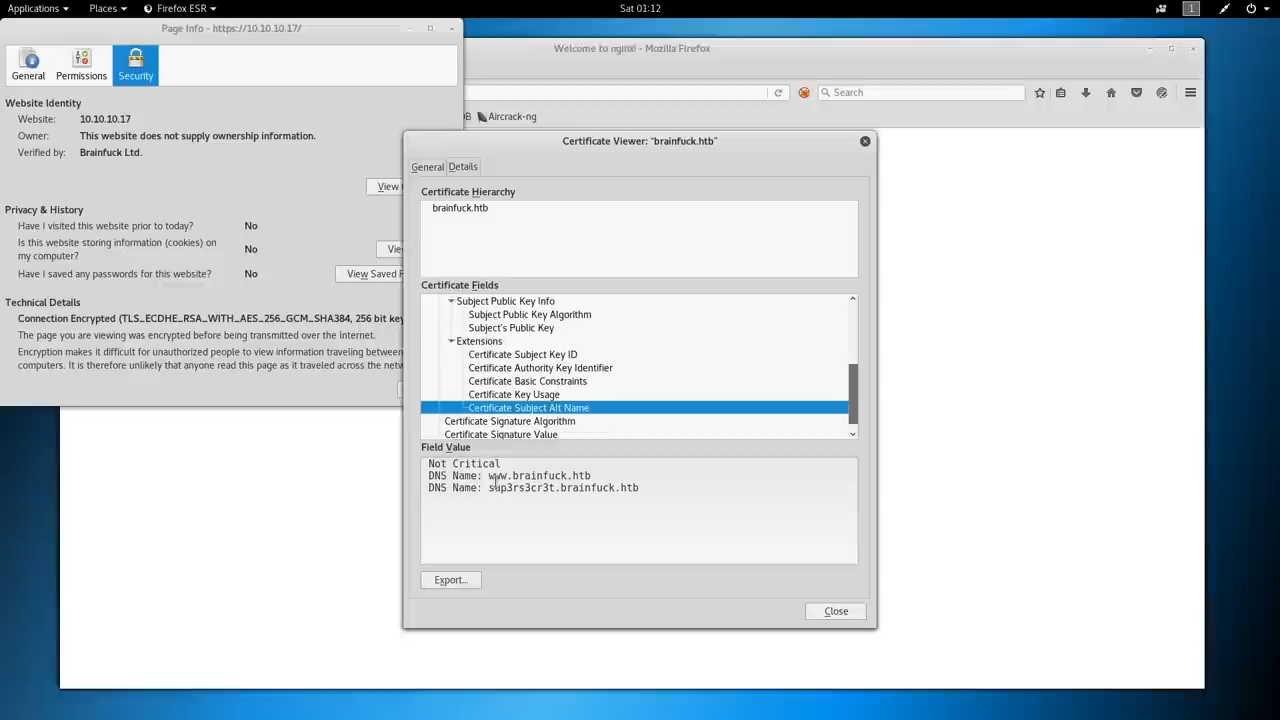 Applications ▾ Places ▾ Firefox ESR ▾ Sat 01:12 1
Page Info - https://10.10.10.17/
General Permissions Security
Website Identity
Website: 10.10.10.17
Owner: This website does not supply ownership information.
Verified by: Brainfuck Ltd.
View
Privacy & History
Have I visited this website prior to today? No
Is this website storing information (cookies) on
my computer? No
Have I saved any passwords for this website? No
View Saved
Technical Details
Connection Encrypted (TLS_ECDHE_RSA_WITH_AES_256_GCM_SHA384, 256 bit key
The page you are viewing was encrypted before being transmitted over the Internet.
Encryption makes it difficult for unauthorized people to view information traveling between
computers. It is therefore unlikely that anyone read this page as it traveled across the
Welcome to nginx! - Mozilla Firefox
Search
Aircrack-ng
Certificate Viewer: "brainfuck.htb"
General Details
Certificate Hierarchy
brainfuck.htb
Certificate Fields
Subject Public Key Info
Subject Public Key Algorithm
Subject's Public Key
Extensions
Certificate Subject Key ID
Certificate Authority Key Identifier
Certificate Basic Constraints
Certificate Key Usage
Certificate Subject Alt Name
Certificate Signature Algorithm
Certificate Signature Value
Field Value
Not Critical
DNS Name: www.brainfuck.htb
DNS Name: sup3rs3cr3t.brainfuck.htb
Export...
Close